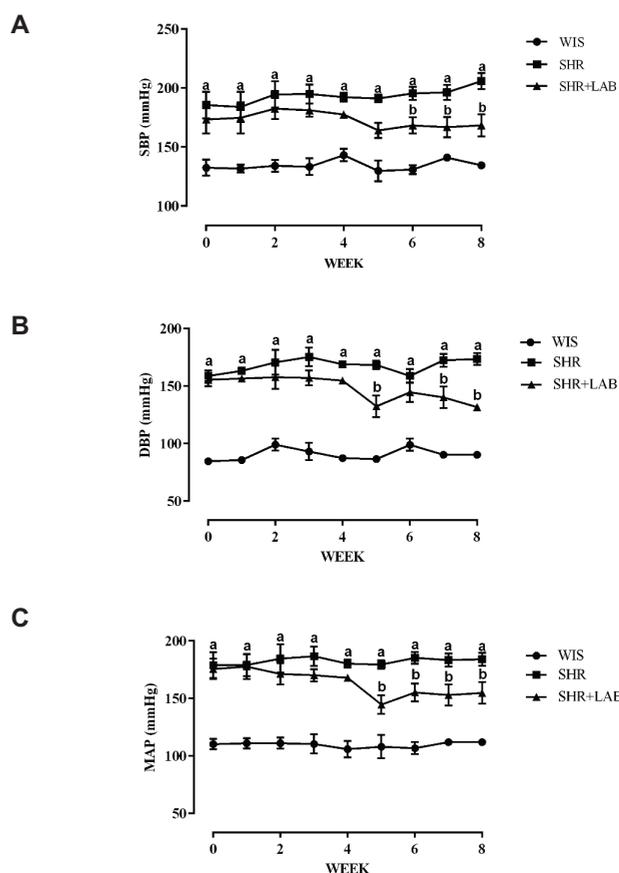 A
250
200
150
100
SBP (mmHg)
a a a a a a a a a
b b b
0 2 4 6 8
WEEK
WIS
SHR
SHR+LAB
B
200
150
100
50
DBP (mmHg)
a a a a a a a a a
b b b
0 2 4 6 8
WEEK
WIS
SHR
SHR+LAB
C
200
150
100
50
MAP (mmHg)
a a a a a a a a a
b b b b
0 2 4 6 8
WEEK
WIS
SHR
SHR+LAB